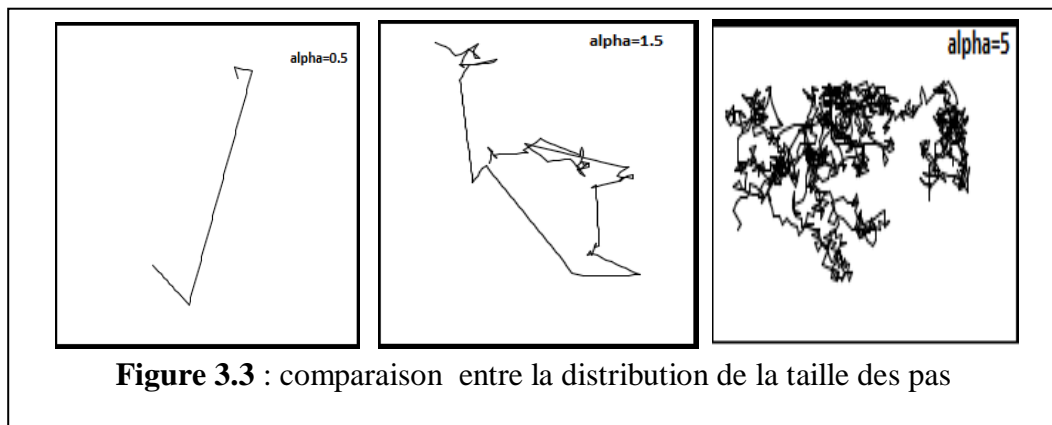 alpha=0.5
alpha=1.5
alpha=5
Figure 3.3 : comparaison entre la distribution de la taille des pas